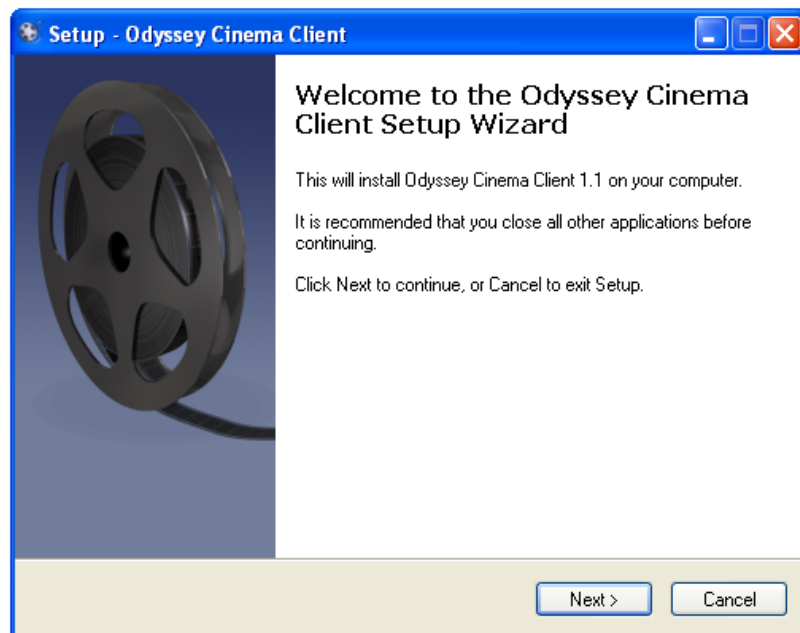 Setup - Odyssey Cinema Client
Welcome to the Odyssey Cinema
Client Setup Wizard
This will install Odyssey Cinema Client 1.1 on your computer.
It is recommended that you close all other applications before
continuing.
Click Next to continue, or Cancel to exit Setup.
Next >
Cancel